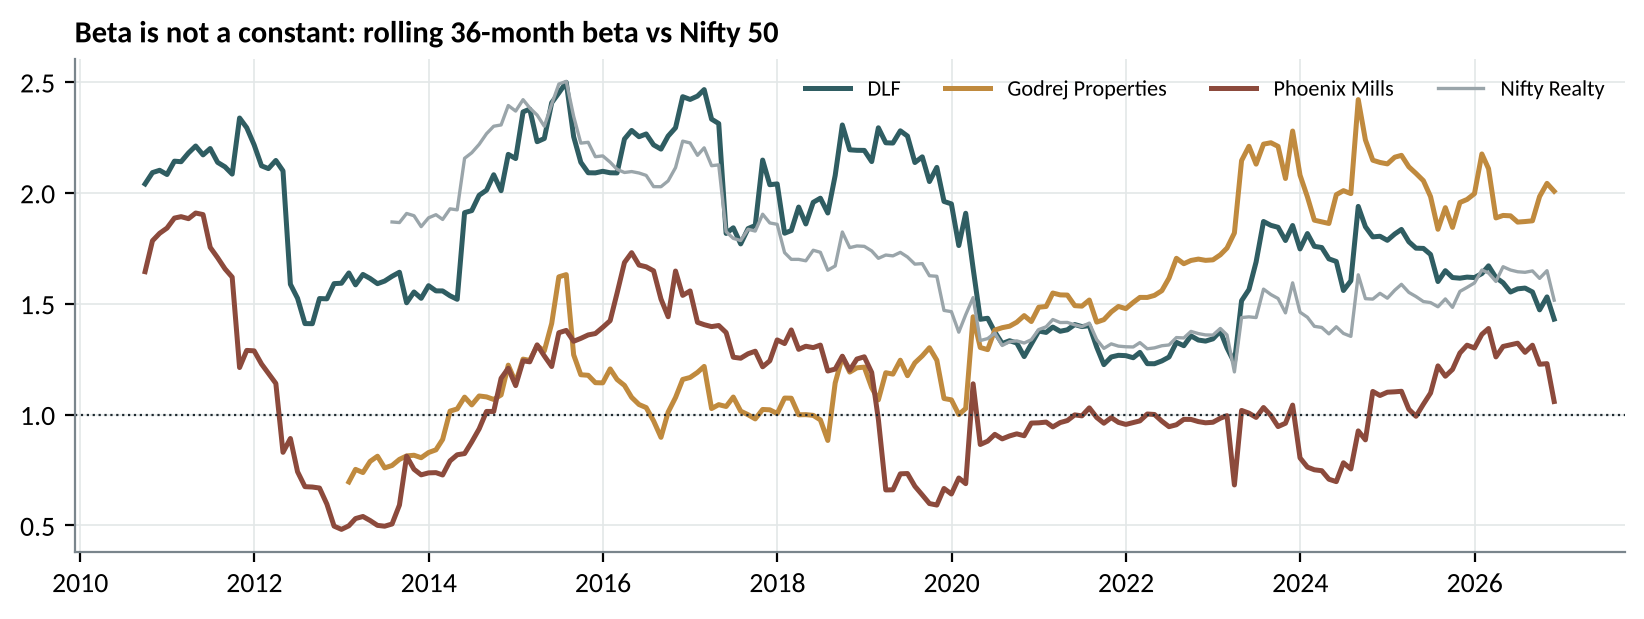 Beta is not a constant: rolling 36-month beta vs Nifty 50
2.5
DLF Godrej Properties Phoenix Mills Nifty Realty
2.0
1.5
1.0
0.5
2010 2012 2014 2016 2018 2020 2022 2024 2026